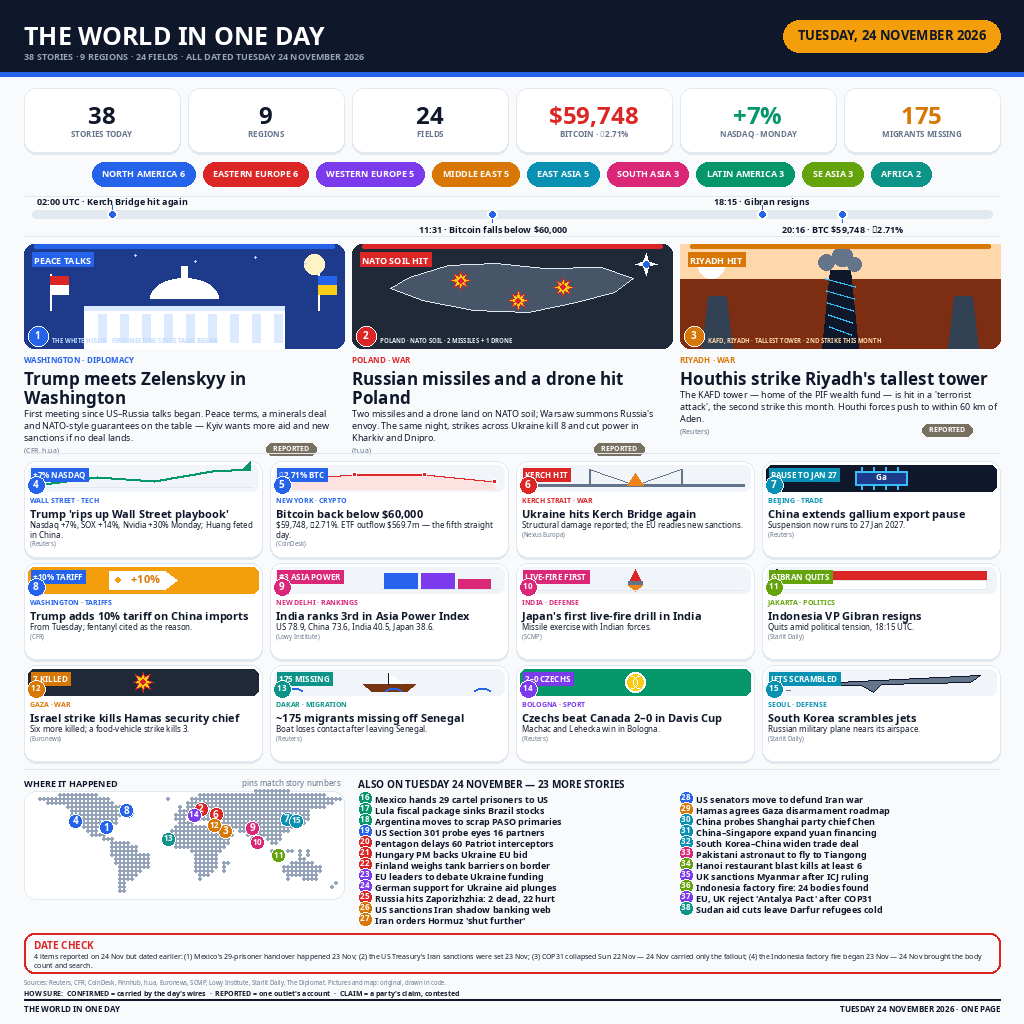 THE WORLD IN ONE DAY
38 STORIES · 9 REGIONS · 24 FIELDS · ALL DATED TUESDAY 24 NOVEMBER 2026
TUESDAY, 24 NOVEMBER 2026
38
STORIES TODAY
9
REGIONS
24
FIELDS
$59,748
BITCOIN · 2.71%
+7%
NASDAQ · MONDAY
175
MIGRANTS MISSING
NORTH AMERICA 6
EASTERN EUROPE 6
WESTERN EUROPE 5
MIDDLE EAST 5
EAST ASIA 5
SOUTH ASIA 3
LATIN AMERICA 3
SE ASIA 3
AFRICA 2
02:00 UTC · Kerch Bridge hit again
18:15 · Gibran resigns
11:31 · Bitcoin falls below $60,000
20:16 · BTC $59,748 · 2.71%
PEACE TALKS
1
THE WHITE HOUSE · FIRST MEETING SINCE TALKS BEGAN
WASHINGTON · DIPLOMACY
Trump meets Zelenskyy in
Washington
First meeting since US–Russia talks began. Peace terms, a minerals deal
and NATO-style guarantees on the table — Kyiv wants more aid and new
sanctions if no deal lands.
(CFR, h.ua)
REPORTED
NATO SOIL HIT
2
POLAND · NATO SOIL · 2 MISSILES + 1 DRONE
POLAND · WAR
Russian missiles and a drone hit
Poland
Two missiles and a drone land on NATO soil; Warsaw summons Russia's
envoy. The same night, strikes across Ukraine kill 8 and cut power in
Kharkiv and Dnipro.
(h.ua)
REPORTED
RIYADH HIT
3
KAFD, RIYADH · TALLEST TOWER · 2ND STRIKE THIS MONTH
RIYADH · WAR
Houthis strike Riyadh's tallest tower
The KAFD tower — home of the PIF wealth fund — is hit in a 'terrorist
attack', the second strike this month. Houthi forces push to within 60 km of
Aden.
(Reuters)
REPORTED
+7% NASDAQ
4
WALL STREET · TECH
Trump 'rips up Wall Street playbook'
Nasdaq +7%, SOX +14%, Nvidia +30% Monday; Huang feted
in China.
(Reuters)
2.71% BTC
5
NEW YORK · CRYPTO
Bitcoin back below $60,000
$59,748, 2.71%. ETF outflow $569.7m — the fifth straight
day.
(CoinDesk)
KERCH HIT
6
KERCH STRAIT · WAR
Ukraine hits Kerch Bridge again
Structural damage reported; the EU readies new sanctions.
(Nexus Europa)
PAUSE TO JAN 27
Ga
7
BEIJING · TRADE
China extends gallium export pause
Suspension now runs to 27 Jan 2027.
(Reuters)
+10% TARIFF
+10%
8
WASHINGTON · TARIFFS
Trump adds 10% tariff on China imports
From Tuesday; fentanyl cited as the reason.
(CFR)
#3 ASIA POWER
9
NEW DELHI · RANKINGS
India ranks 3rd in Asia Power Index
US 78.9, China 73.6, India 40.5, Japan 38.6.
(Lowy Institute)
LIVE-FIRE FIRST
10
INDIA · DEFENSE
Japan's first live-fire drill in India
Missile exercise with Indian forces.
(SCMP)
GIBRAN QUITS
11
JAKARTA · POLITICS
Indonesia VP Gibran resigns
Quits amid political tension, 18:15 UTC.
(Starlit Daily)
7 KILLED
12
GAZA · WAR
Israel strike kills Hamas security chief
Six more killed; a food-vehicle strike kills 3.
(Euronews)
175 MISSING
13
DAKAR · MIGRATION
~175 migrants missing off Senegal
Boat loses contact after leaving Senegal.
(Reuters)
2–0 CZECHS
14
BOLOGNA · SPORT
Czechs beat Canada 2–0 in Davis Cup
Machac and Lehecka win in Bologna.
(Reuters)
JETS SCRAMBLED
15
SEOUL · DEFENSE
South Korea scrambles jets
Russian military plane nears its airspace.
(Starlit Daily)
WHERE IT HAPPENED
pins match story numbers
4
8
1
14
2
6
12
3
13
9
10
7
15
11
ALSO ON TUESDAY 24 NOVEMBER — 23 MORE STORIES
16 Mexico hands 29 cartel prisoners to US
17 Lula fiscal package sinks Brazil stocks
18 Argentina moves to scrap PASO primaries
19 US Section 301 probe eyes 16 partners
20 Pentagon delays 60 Patriot interceptors
21 Hungary PM backs Ukraine EU bid
22 Finland weighs tank barriers on border
23 EU leaders to debate Ukraine funding
24 German support for Ukraine aid plunges
25 Russia hits Zaporizhzhia: 2 dead, 22 hurt
26 US sanctions Iran shadow banking web
27 Iran orders Hormuz 'shut further'
28 US senators move to defund Iran war
29 Hamas agrees Gaza disarmament roadmap
30 China probes Shanghai party chief Chen
31 China–Singapore expand yuan financing
32 South Korea–China widen trade deal
33 Pakistani astronaut to fly to Tiangong
34 Hanoi restaurant blast kills at least 6
35 UK sanctions Myanmar after ICJ ruling
36 Indonesia factory fire: 24 bodies found
37 EU, UK reject 'Antalya Pact' after COP31
38 Sudan aid cuts leave Darfur refugees cold
DATE CHECK
4 items reported on 24 Nov but dated earlier: (1) Mexico's 29-prisoner handover happened 23 Nov; (2) the US Treasury's Iran sanctions were set 23 Nov; (3) COP31 collapsed Sun 22 Nov — 24 Nov carried only the fallout; (4) the Indonesia factory fire began 23 Nov — 24 Nov brought the body
count and search.
Sources: Reuters, CFR, CoinDesk, Finnhub, h.ua, Euronews, SCMP, Lowy Institute, Starlit Daily, The Diplomat. Pictures and map: original, drawn in code.
HOW SURE: CONFIRMED = carried by the day's wires · REPORTED = one outlet's account · CLAIM = a party's claim, contested
THE WORLD IN ONE DAY
TUESDAY 24 NOVEMBER 2026 · ONE PAGE